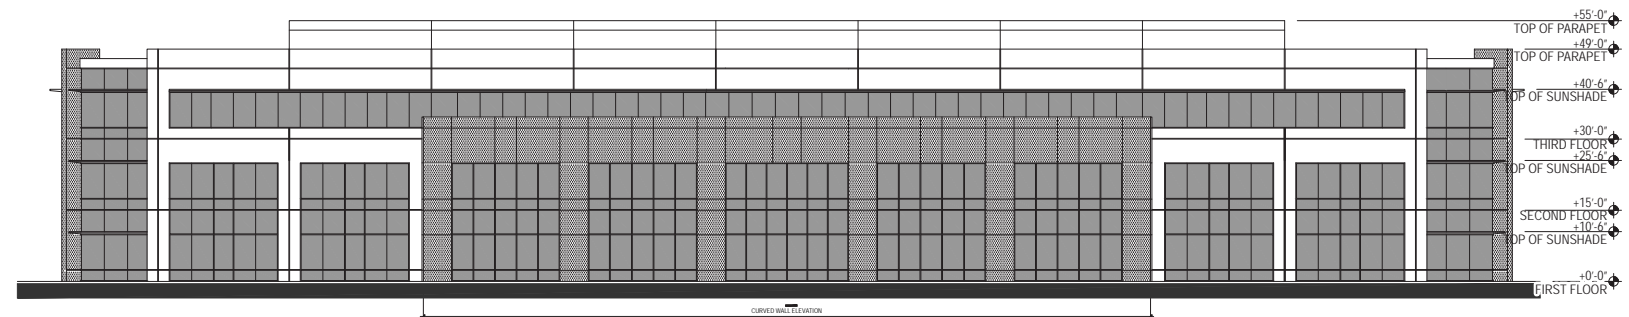 +55'-0"
TOP OF PARAPET
+49'-0"
TOP OF PARAPET
+40'-6"
TOP OF SUNSHADE
+30'-0"
THIRD FLOOR
+25'-6"
TOP OF SUNSHADE
+15'-0"
SECOND FLOOR
+10'-6"
TOP OF SUNSHADE
+0'-0"
FIRST FLOOR
CURVED WALL ELEVATION